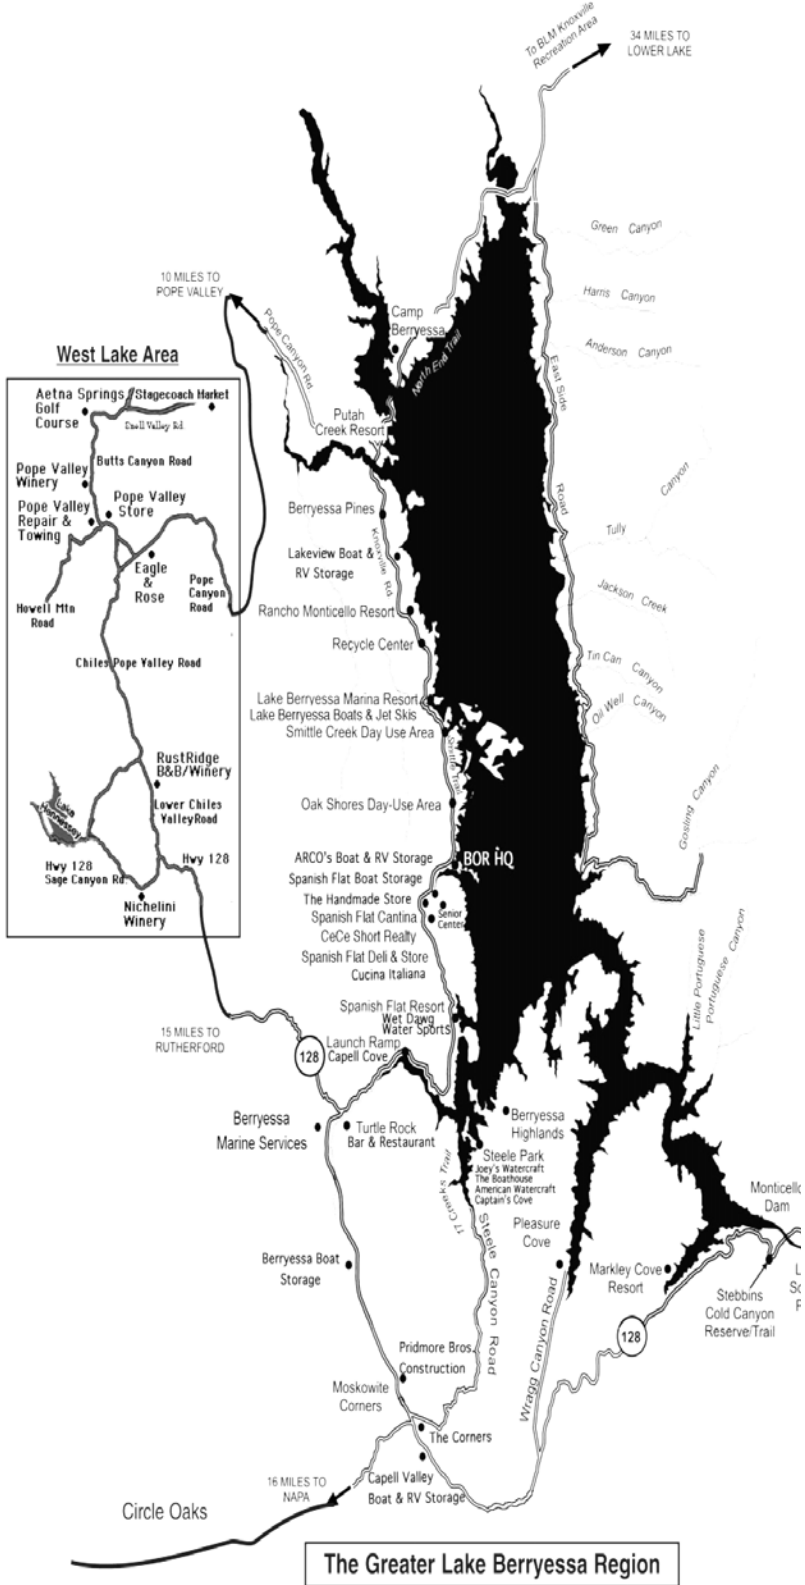 To BLM Knoxville
Recreation Area
34 MILES TO
LOWER LAKE
Green Canyon
Harris Canyon
Anderson Canyon
10 MILES TO
POPE VALLEY
Pope Canyon Rd
Camp
Berryessa
North End Trail
East Side
Road
West Lake Area
Aetna Springs
Golf
Course
Stagecoach Market
Snell Valley Rd.
Butts Canyon Road
Pope Valley
Winery
Pope Valley
Store
Pope Valley
Repair &
Towing
Eagle
&
Rose
Pope
Canyon
Road
Howell Mtn
Road
Chiles Pope Valley Road
RustRidge
B&B/Winery
Lower Chiles
Valley Road
Lake
Hennessey
Hwy 128
Sage Canyon Rd.
Hwy 128
Nichelini
Winery
Putah
Creek Resort
Berryessa Pines
Knoxville Rd
Lakeview Boat &
RV Storage
Rancho Monticello Resort
Recycle Center
Lake Berryessa Marina Resort
Lake Berryessa Boats & Jet Skis
Smittle Creek Day Use Area
Smittle Trail
Oak Shores Day-Use Area
ARCO's Boat & RV Storage
BOR HQ
Spanish Flat Boat Storage
The Handmade Store
Spanish Flat Cantina
Senior
Center
CeCe Short Realty
Spanish Flat Deli & Store
Cucina Italiana
Spanish Flat Resort
Wet Dawg
Water Sports
Launch Ramp
Capell Cove
Tully Canyon
Jackson Creek
Tin Can Canyon
Oil Well Canyon
Gosling Canyon
Little Portuguese
Portuguese Canyon
15 MILES TO
RUTHERFORD
128
Berryessa
Marine Services
Turtle Rock
Bar & Restaurant
Berryessa
Highlands
Steele Park
Joey's Watercraft
The Boathouse
American Watercraft
Captain's Cove
17 Creeks Trail
Steele Canyon Road
Pleasure
Cove
Wragg Canyon Road
Markley Cove
Resort
Monticello
Dam
Stebbins
Cold Canyon
Reserve/Trail
128
Berryessa Boat
Storage
Pridmore Bros.
Construction
Moskowite
Corners
The Corners
Capell Valley
Boat & RV Storage
16 MILES TO
NAPA
Circle Oaks
The Greater Lake Berryessa Region